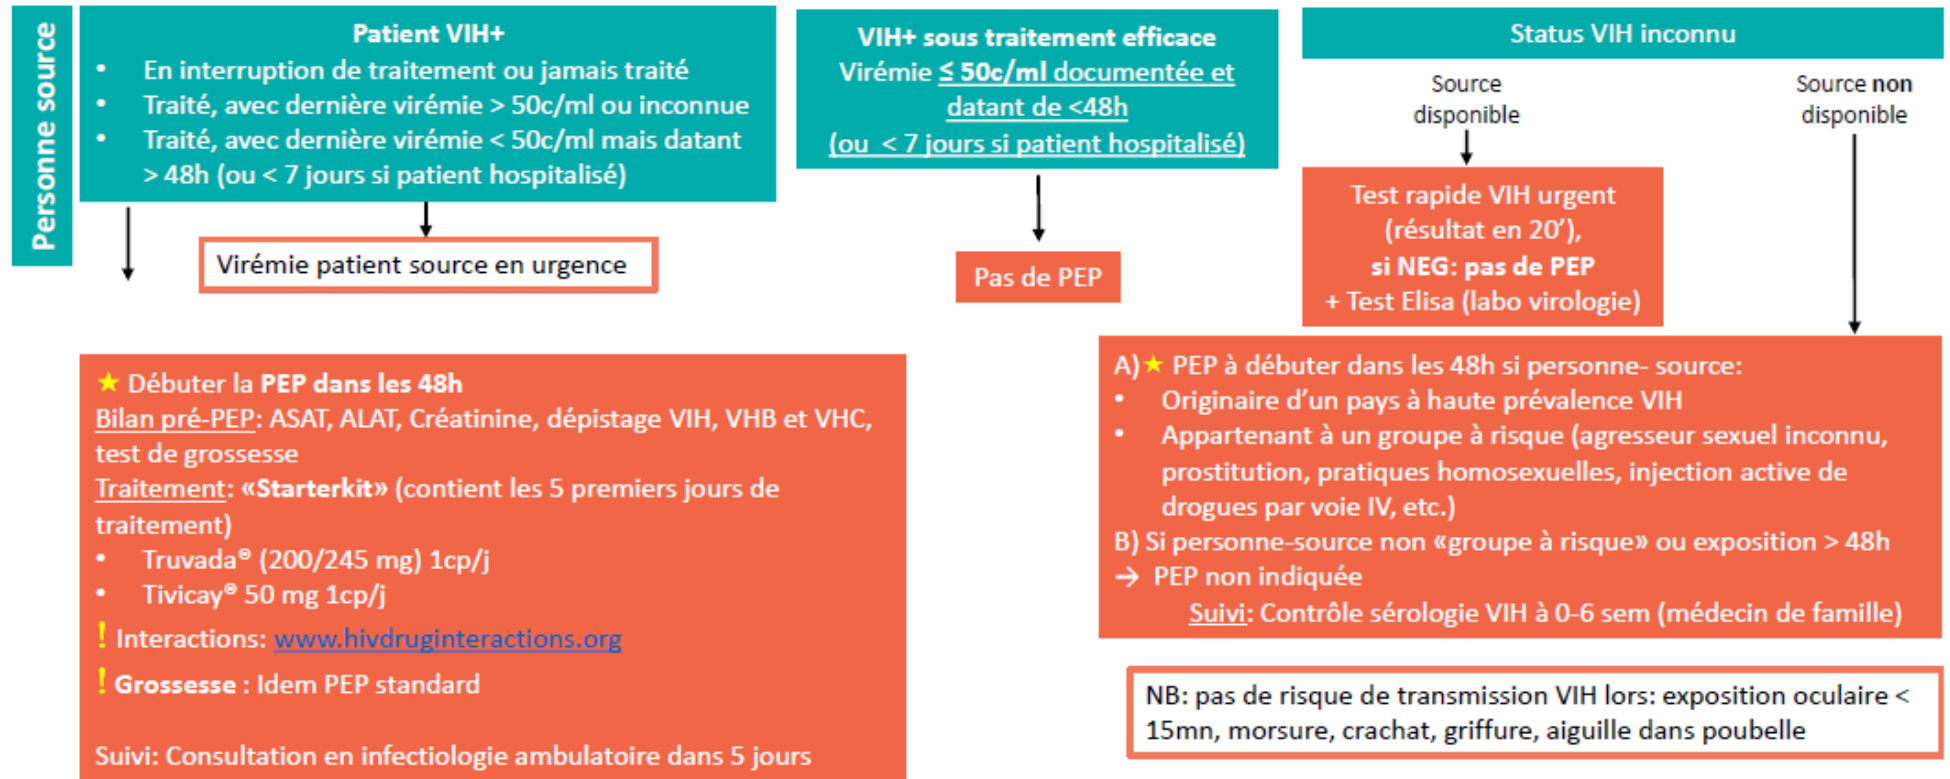 Personne source
Patient VIH+
• En interruption de traitement ou jamais traité
• Traité, avec dernière virémie > 50c/ml ou inconnue
• Traité, avec dernière virémie < 50c/ml mais datant
> 48h (ou < 7 jours si patient hospitalisé)
Virémie patient source en urgence
VIH+ sous traitement efficace
Virémie ≤ 50c/ml documentée et
datant de <48h
(ou < 7 jours si patient hospitalisé)
Pas de PEP
Status VIH inconnu
Source
disponible
Source non
disponible
Test rapide VIH urgent
(résultat en 20’),
si NEG: pas de PEP
+ Test Elisa (labo virologie)
★ Débuter la PEP dans les 48h
Bilan pré-PEP: ASAT, ALAT, Créatinine, dépistage VIH, VHB et VHC,
test de grossesse
Traitement: «Starterkit» (contient les 5 premiers jours de
traitement)
• Truvada® (200/245 mg) 1cp/j
• Tivicay® 50 mg 1cp/j
! Interactions: www.hivdruginteractions.org
! Grossesse : Idem PEP standard
Suivi: Consultation en infectiologie ambulatoire dans 5 jours
A)★ PEP à débuter dans les 48h si personne- source:
• Originaire d’un pays à haute prévalence VIH
• Appartenant à un groupe à risque (agresseur sexuel inconnu,
prostitution, pratiques homosexuelles, injection active de
drogues par voie IV, etc.)
B) Si personne-source non «groupe à risque» ou exposition > 48h
→ PEP non indiquée
Suivi: Contrôle sérologie VIH à 0-6 sem (médecin de famille)
NB: pas de risque de transmission VIH lors: exposition oculaire <
15mn, morsure, crachat, griffure, aiguille dans poubelle